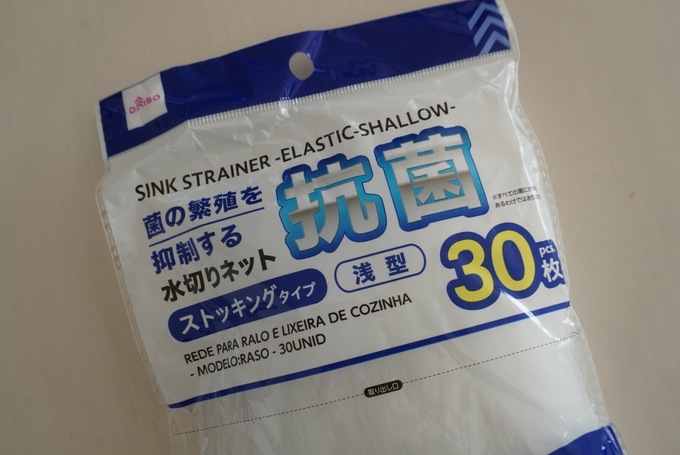 DAISO
SINK STRAINER -ELASTIC-SHALLOW-
菌の繁殖を
抑制する
抗菌
水切りネット
ストッキングタイプ
浅型
30 pcs. 枚
REDE PARA RALO E LIXEIRA DE COZINHA
- MODELO:RASO - 30UNID
取り出し口